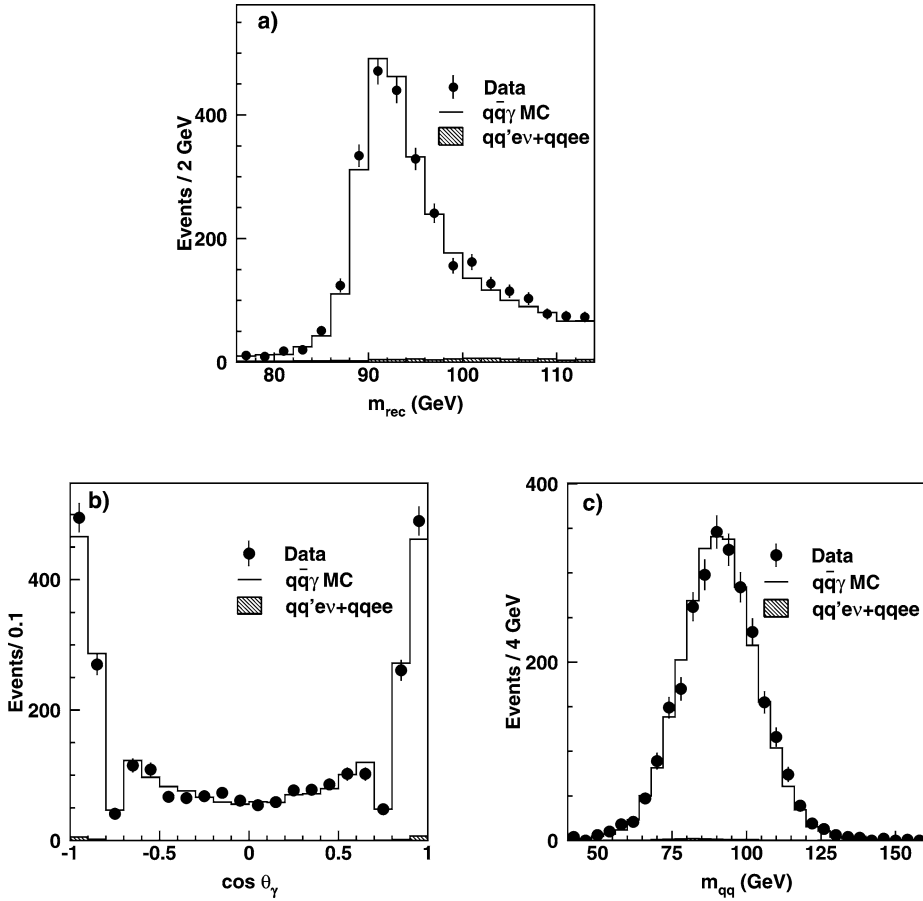 a)
Data
qq̄γ MC
qq'eν+qqee
Events / 2 GeV
400
200
0
80 90 100 110
m_rec (GeV)
b)
Data
qq̄γ MC
qq'eν+qqee
Events/ 0.1
400
200
0
-1 -0.5 0 0.5 1
cos θ_γ
c)
Data
qq̄γ MC
qq'eν+qqee
Events / 4 GeV
400
200
0
50 75 100 125 150
m_qq (GeV)